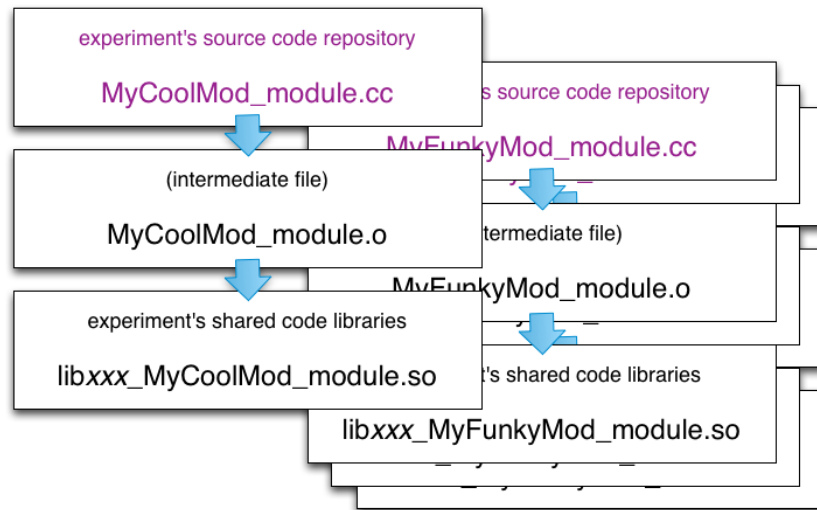 experiment's source code repository
MyCoolMod_module.cc
(intermediate file)
MyCoolMod_module.o
experiment's shared code libraries
libxxx_MyCoolMod_module.so
's source code repository
MyFunkyMod_module.cc
termediate file)
MyFunkyMod_module.o
t's shared code libraries
libxxx_MyFunkyMod_module.so